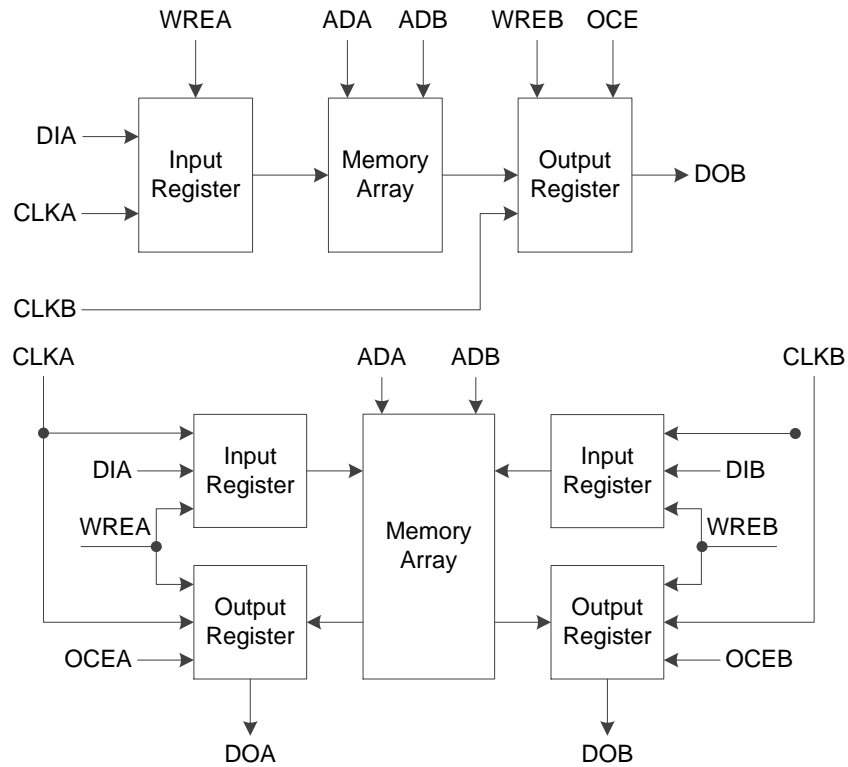 WREA ADA ADB WREB OCE
DIA
Input
Register
Memory
Array
Output
Register
DOB
CLKA
CLKB
CLKA ADA ADB CLKB
DIA
Input
Register
Input
Register
DIB
WREA
Memory
Array
WREB
Output
Register
Output
Register
OCEA
OCEB
DOA
DOB